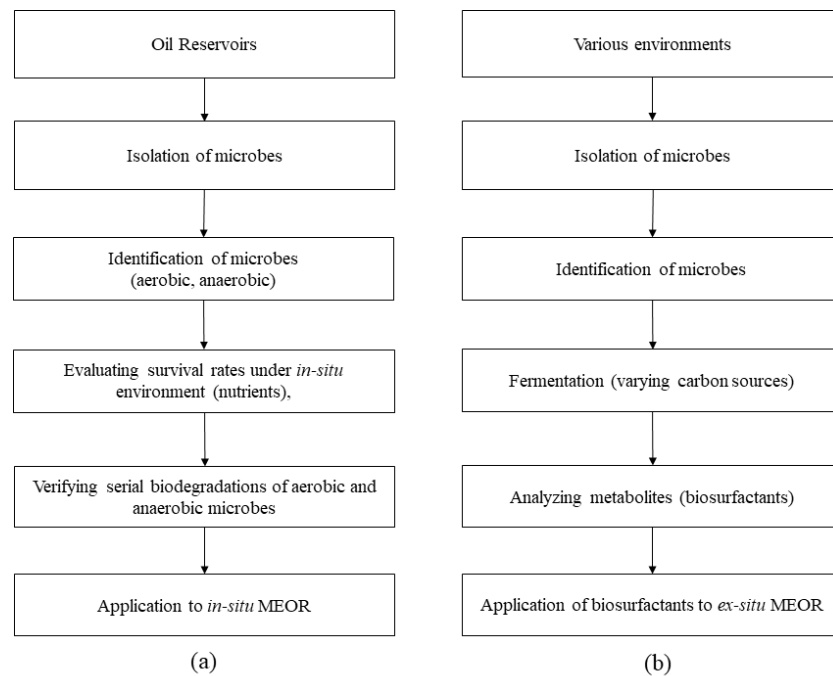 Oil Reservoirs
Isolation of microbes
Identification of microbes
(aerobic, anaerobic)
Evaluating survival rates under in-situ
environment (nutrients),
Verifying serial biodegradations of aerobic and
anaerobic microbes
Application to in-situ MEOR
(a)
Various environments
Isolation of microbes
Identification of microbes
Fermentation (varying carbon sources)
Analyzing metabolites (biosurfactants)
Application of biosurfactants to ex-situ MEOR
(b)